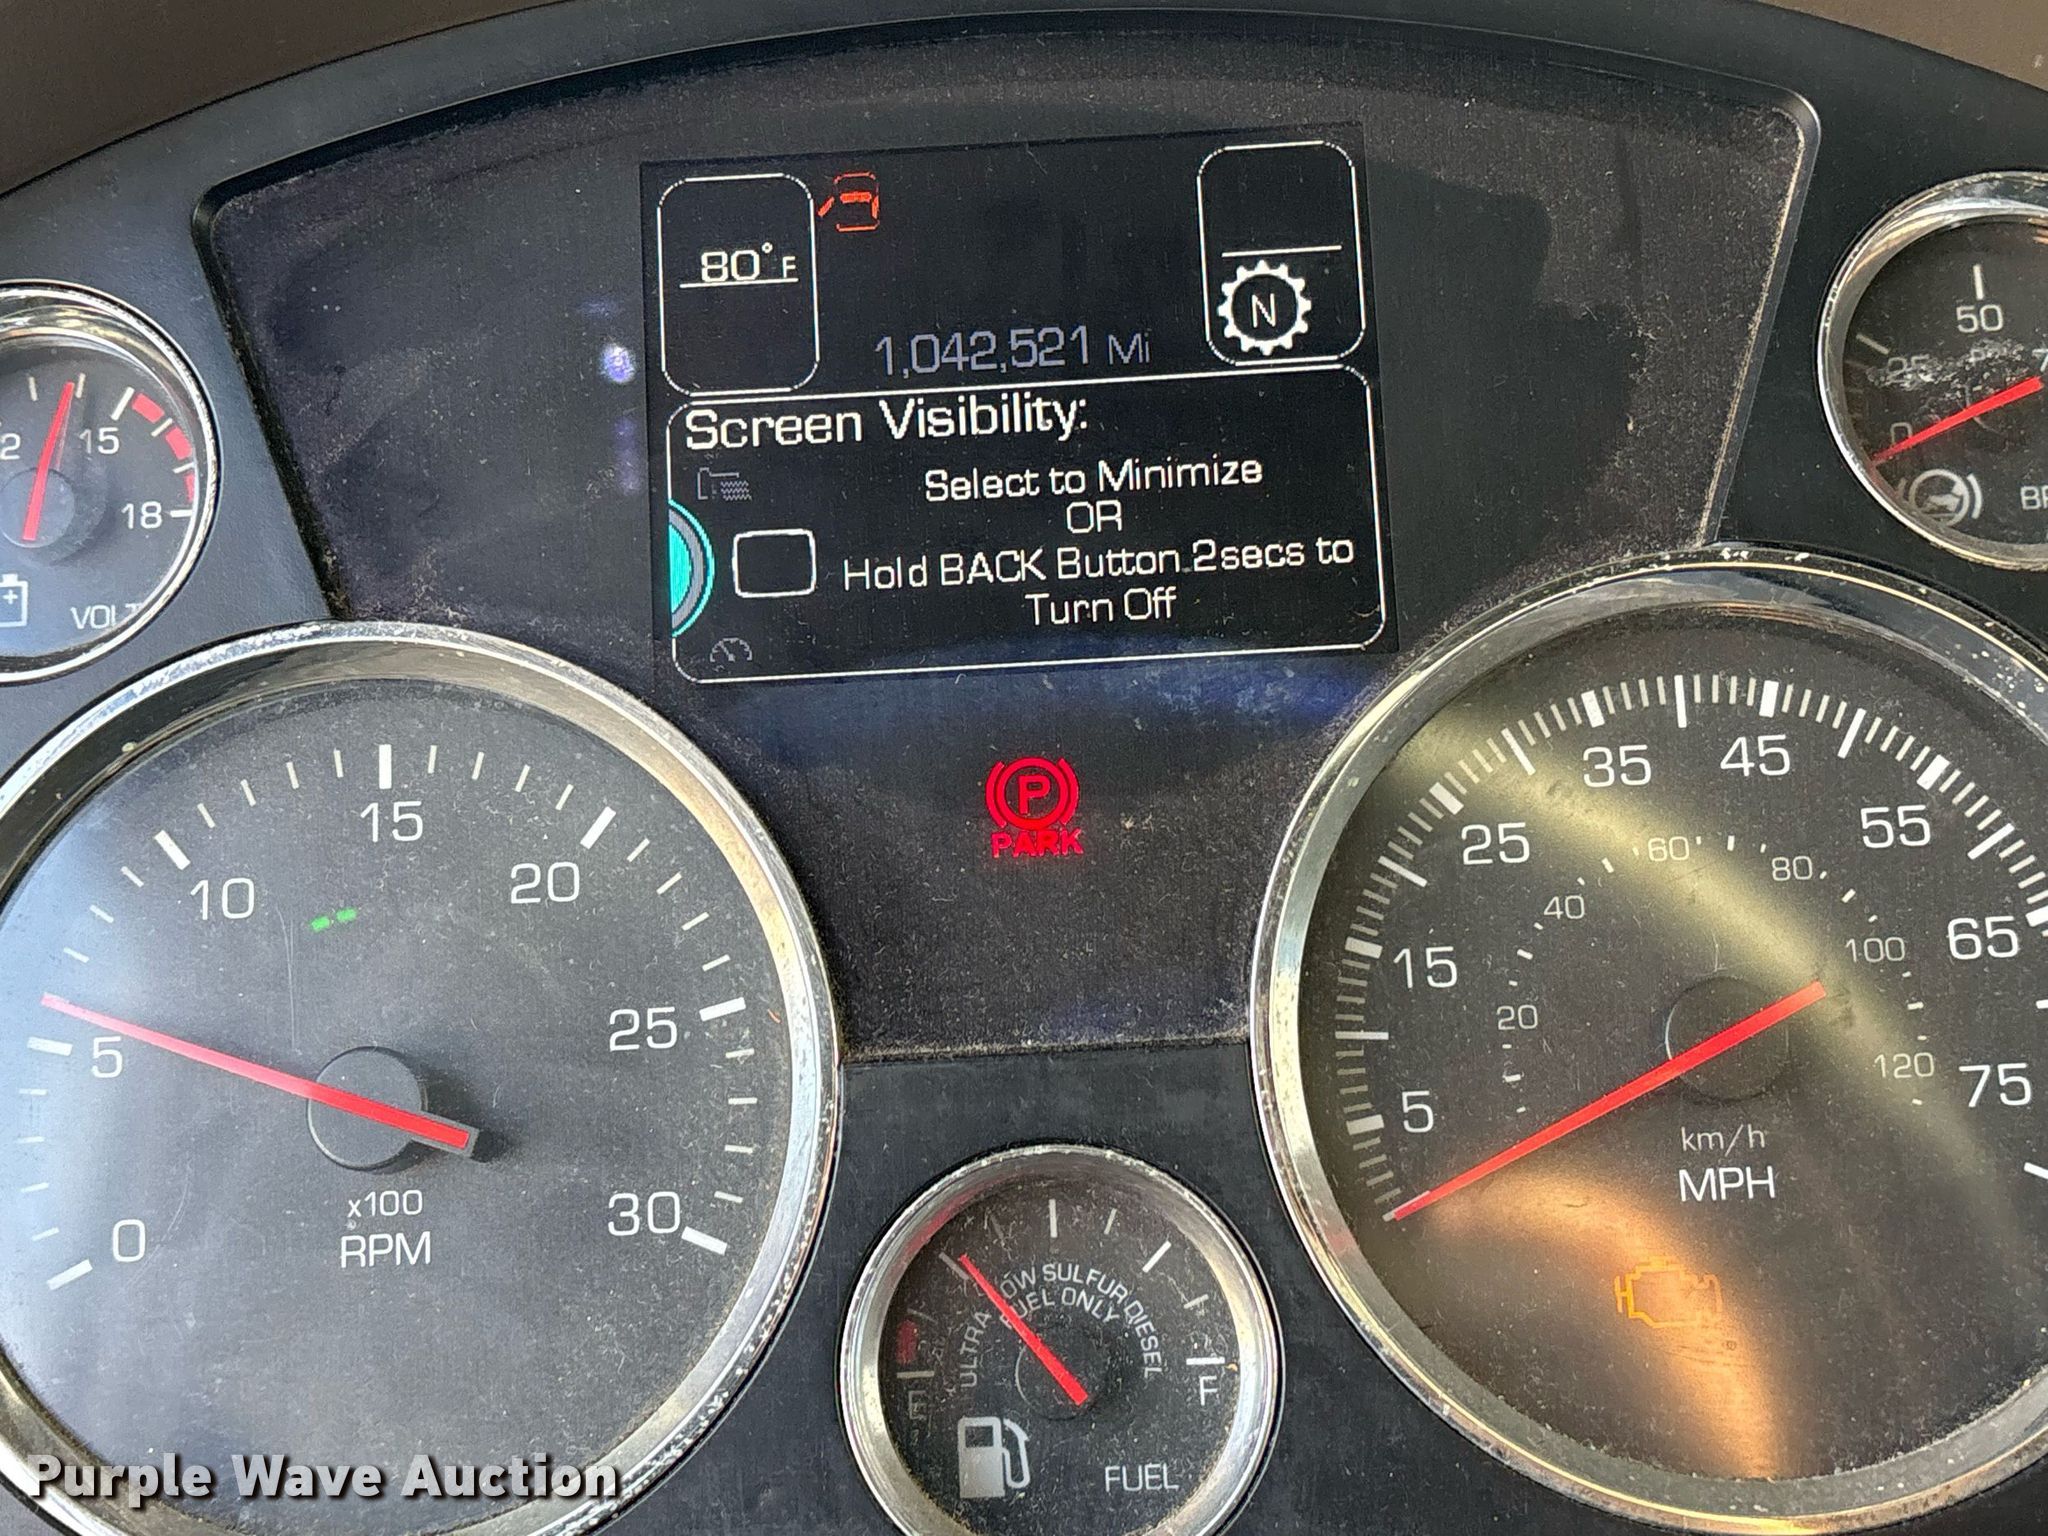 80°F
1,042,521 Mi
N
Screen Visibility:
Select to Minimize
OR
Hold BACK Button 2secs to
Turn Off
15
18
VOLT
50
25
0
P
PARK
0
5
10
15
20
25
30
x100
RPM
5
15
25
35
45
55
65
75
20
40
60
80
100
120
km/h
MPH
ULTRA LOW SULFUR DIESEL
FUEL ONLY
E
F
FUEL
Purple Wave Auction